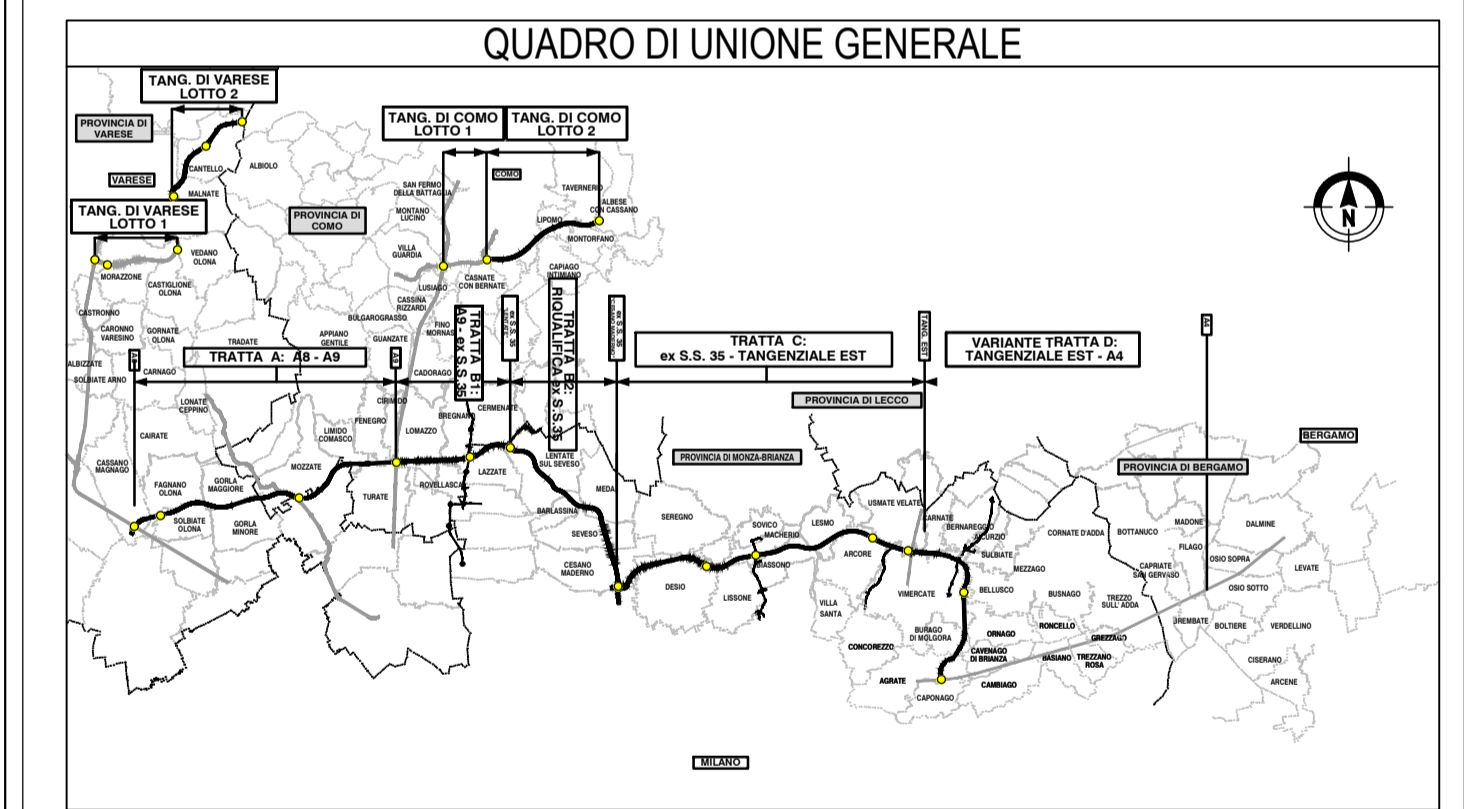 QUADRO DI UNIONE GENERALE
TANG. DI VARESE
LOTTO 2
PROVINCIA DI
VARESE
CANTELLO
ALBIOLO
VARESE
MALNATE
TANG. DI VARESE
LOTTO 1
VEDANO
OLONA
MORAZZONE
CASTIGLIONE
OLONA
PROVINCIA DI
COMO
TANG. DI COMO
LOTTO 1
TANG. DI COMO
LOTTO 2
COMO
SAN FERMO
DELLA BATTAGLIA
MONTANO
LUCINO
VILLA
GUARDIA
TAVERNERIO
ALBESE
CON CASSANO
LIPOMO
MONTORFANO
LUSIAGO
CASNATE
CON BERNATE
CAPIAGO
INTIMIANO
CASSINA
RIZZARDI
BULGAROGRASSO
FINO
MORNAS
N
CASTRONNO
CARONNO
VARESINO
GORNATE
OLONA
TRADATE
APPIANO
GENTILE
GUANZATE
ALBIZZATE
SOLBIATE ARNO
CARNAGO
CADORAGO
TRATTA A: A8 - A9
A9
TRATTA B1:
A9 - ex S.S.35
ex S.S. 35
TRATTA B2:
RIQUALIFICA ex S.S.35
ex S.S. 35
CESANO MADERNO
TRATTA C:
ex S.S. 35 - TANGENZIALE EST
TANG. EST
VARIANTE TRATTA D:
TANGENZIALE EST - A4
A4
PROVINCIA DI LECCO
BERGAMO
PROVINCIA DI BERGAMO
PROVINCIA DI MONZA-BRIANZA
LONATE
CEPPINO
CIRIMIDO
FENEGRO
LIMIDO
COMASCO
LOMAZZO
BREGNANO
CERMENATE
CAIRATE
CASSANO
MAGNAGO
FAGNANO
OLONA
GORLA
MAGGIORE
MOZZATE
TURATE
ROVELLASCA
LAZZATE
LENTATE
SUL SEVESO
SOLBIATE
OLONA
GORLA
MINORE
MEDA
BARLASSINA
SEVESO
CESANO
MADERNO
SEREGNO
DESIO
SOVICO
MACHERIO
LESMO
BIASSONO
LISSONE
ARCORE
USMATE VELATE
CARNATE
BERNAREGGIO
AICURZIO
SULBIATE
MEZZAGO
CORNATE D'ADDA
BOTTANUCO
MADONE
FILAGO
DALMINE
OSIO SOPRA
CAPRIATE
SAN GERVASO
LEVATE
OSIO SOTTO
VILLA
SANTA
VIMERCATE
BELLUSCO
BUSNAGO
TREZZO
SULL' ADDA
BREMBATE
BOLTIERE
VERDELLINO
CONCOREZZO
BURAGO
DI MOLGORA
ORNAGO
RONCELLO
GREZZAGO
CAVENAGO
DI BRIANZA
BASIANO
TREZZANO
ROSA
CISERANO
ARCENE
AGRATE
CAPONAGO
CAMBIAGO
MILANO